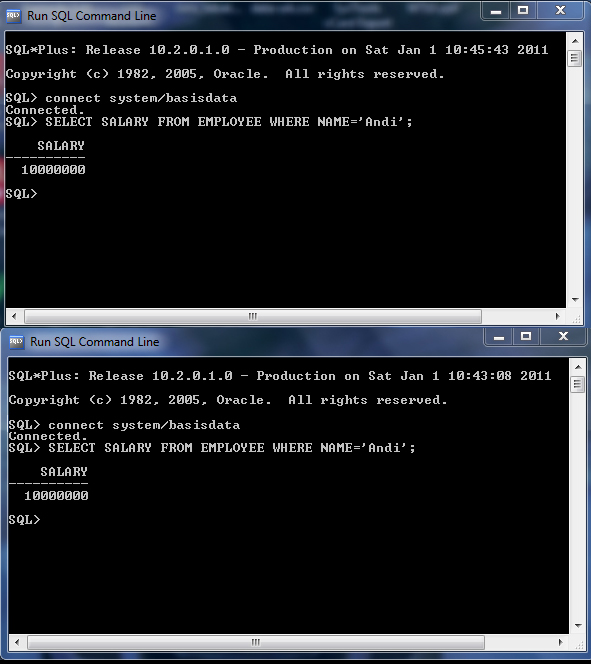 Run SQL Command Line
SQL*Plus: Release 10.2.0.1.0 - Production on Sat Jan 1 10:45:43 2011
Copyright (c) 1982, 2005, Oracle.  All rights reserved.
SQL> connect system/basisdata
Connected.
SQL> SELECT SALARY FROM EMPLOYEE WHERE NAME='Andi';
SALARY
----------
10000000
SQL>
Run SQL Command Line
SQL*Plus: Release 10.2.0.1.0 - Production on Sat Jan 1 10:43:08 2011
Copyright (c) 1982, 2005, Oracle.  All rights reserved.
SQL> connect system/basisdata
Connected.
SQL> SELECT SALARY FROM EMPLOYEE WHERE NAME='Andi';
SALARY
----------
10000000
SQL>